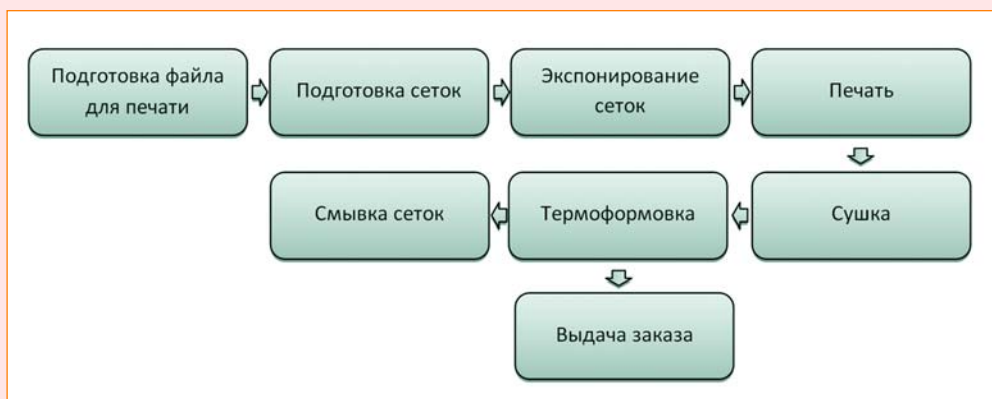 Подготовка файла
для печати
Подготовка сеток
Экспонирование
сеток
Печать
Сушка
Термоформовка
Смывка сеток
Выдача заказа